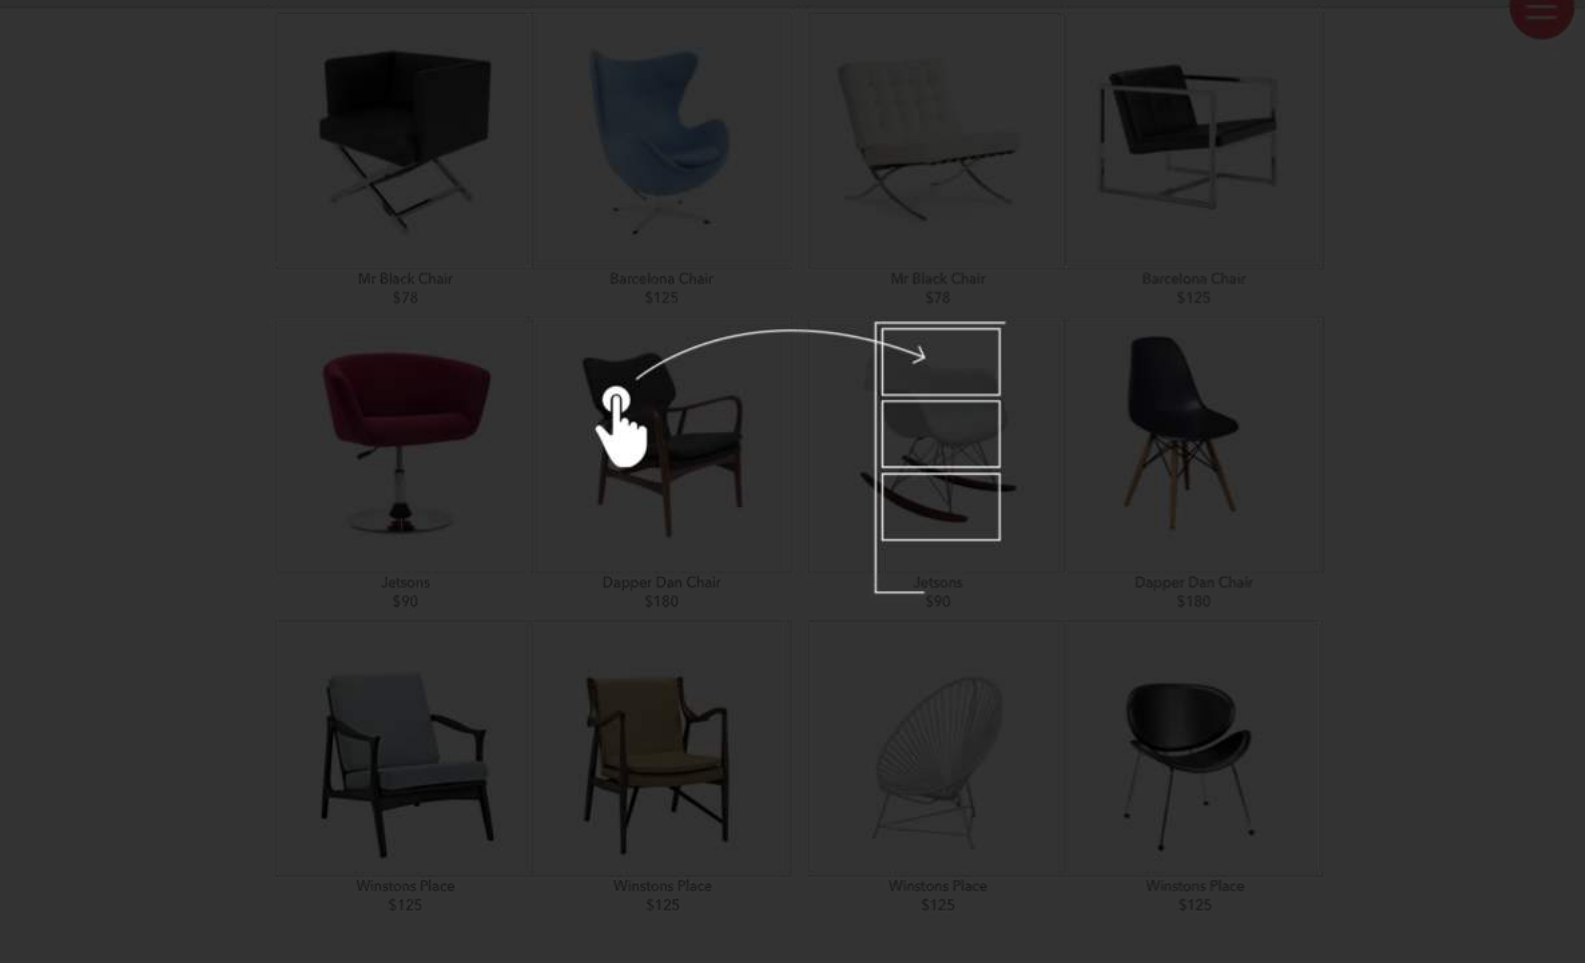 Mr Black Chair
$78
Barcelona Chair
$125
Mr Black Chair
$78
Barcelona Chair
$125
Jetsons
$90
Dapper Dan Chair
$180
Jetsons
$90
Dapper Dan Chair
$180
Winstons Place
$125
Winstons Place
$125
Winstons Place
$125
Winstons Place
$125